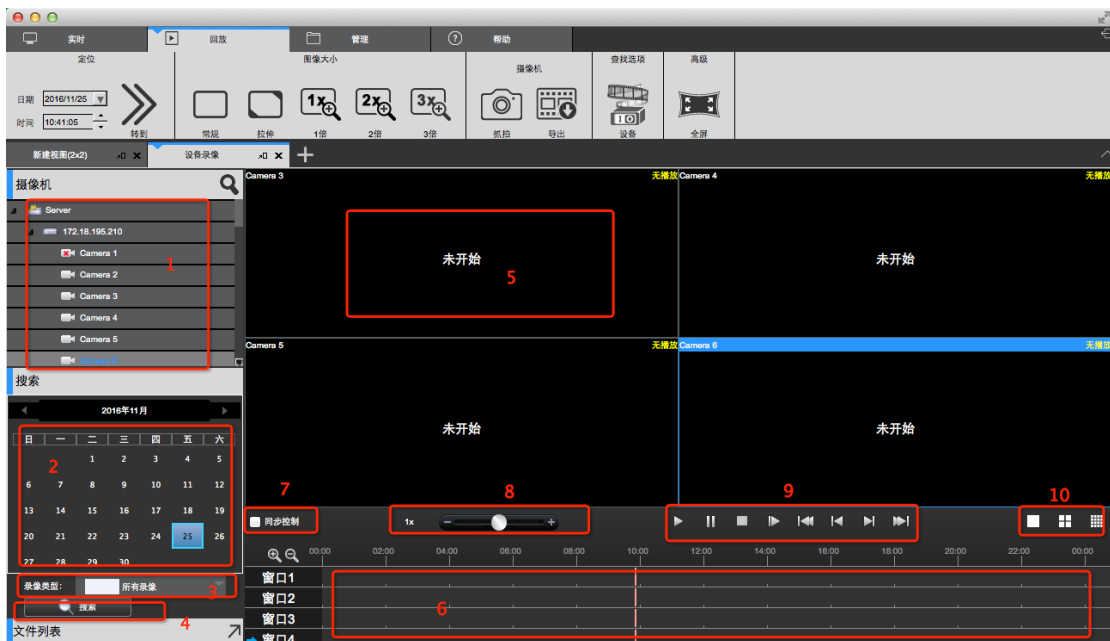 实时 回放 管理 ? 帮助
定位 图像大小 摄像机 查找选项 高级
日期 2016/11/25
时间 10:41:05
转到 常规 拉伸 1x 1倍 2x 2倍 3x 3倍 抓拍 导出 设备 全屏
新建视图(2x2) 设备录像
摄像机
Server
172.18.195.210
Camera 1
Camera 2
Camera 3
Camera 4
Camera 5
1
Camera 3 无播放 Camera 4 无播放
未开始 5 未开始
Camera 5 无播放 Camera 6 无播放
未开始 未开始
搜索
2016年11月
日 一 二 三 四 五 六
1 2 3 4 5
6 7 8 9 10 11 12
13 14 15 16 17 18 19
20 21 22 23 24 25 26
27 28 29 30
2
录像类型: 所有录像 3
搜索 4
文件列表
7 8 9 10
同步控制 1x
00:00 02:00 04:00 06:00 08:00 10:00 12:00 14:00 16:00 18:00 20:00 22:00 00:00
窗口1
窗口2
窗口3
窗口4
6